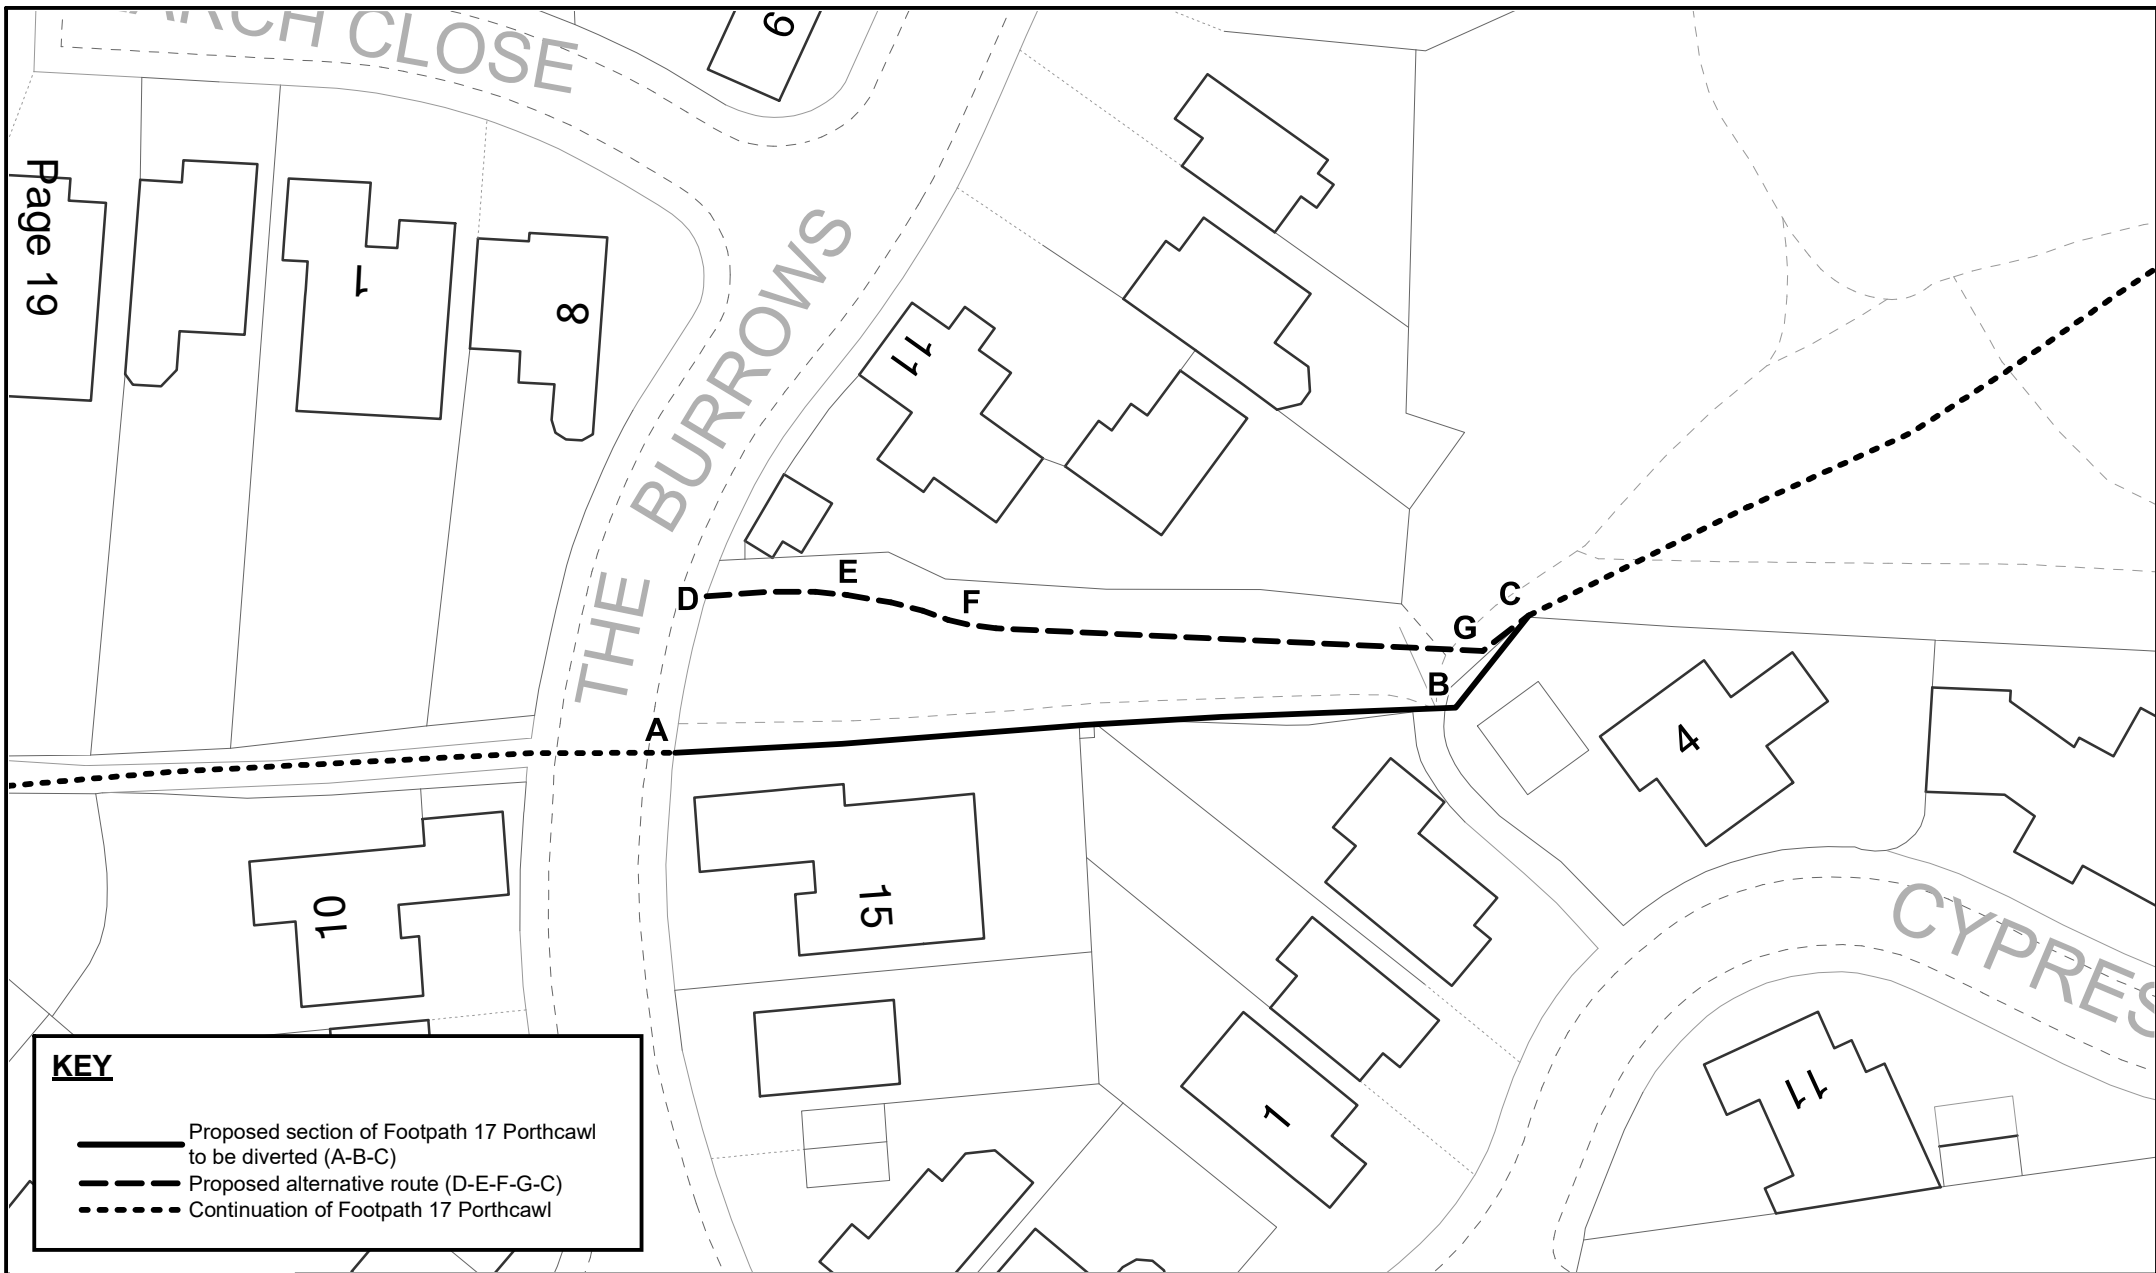 ARCH CLOSE
9
Page 19
1
8
THE BURROWS
11
E
D
F
C
G
B
A
4
10
15
CYPRES
1
11
KEY
Proposed section of Footpath 17 Porthcawl
to be diverted (A-B-C)
Proposed alternative route (D-E-F-G-C)
Continuation of Footpath 17 Porthcawl